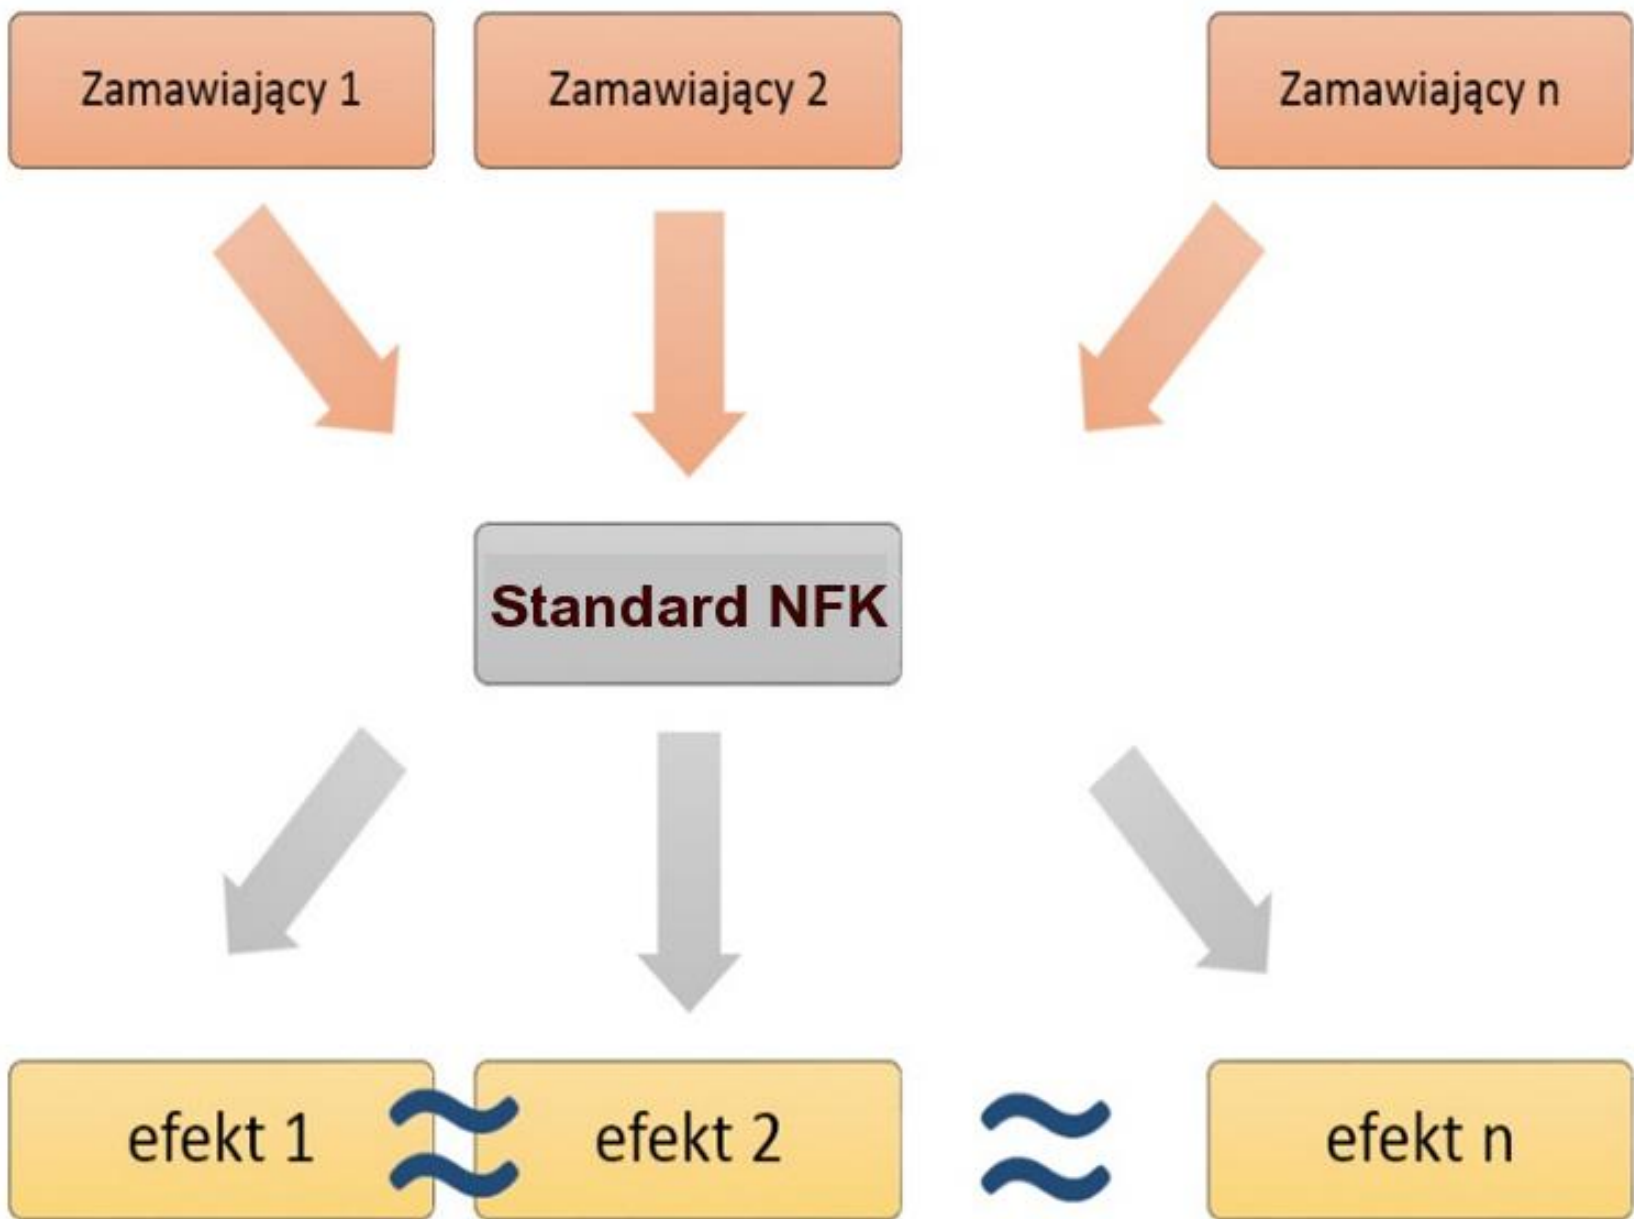 Zamawiający 1
Zamawiający 2
Zamawiający n
Standard NFK
efekt 1
≈
efekt 2
≈
efekt n